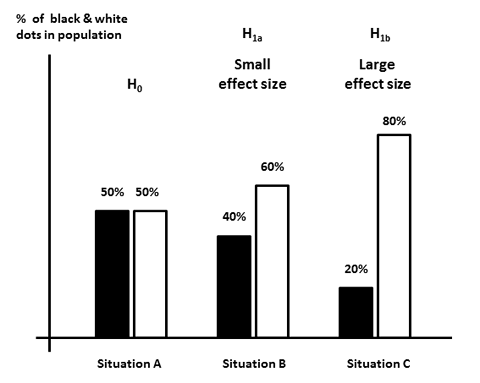 % of black & white
dots in population
H₀
H₁ₐ
Small
effect size
H₁b
Large
effect size
50% 50%
40%
60%
20%
80%
Situation A
Situation B
Situation C